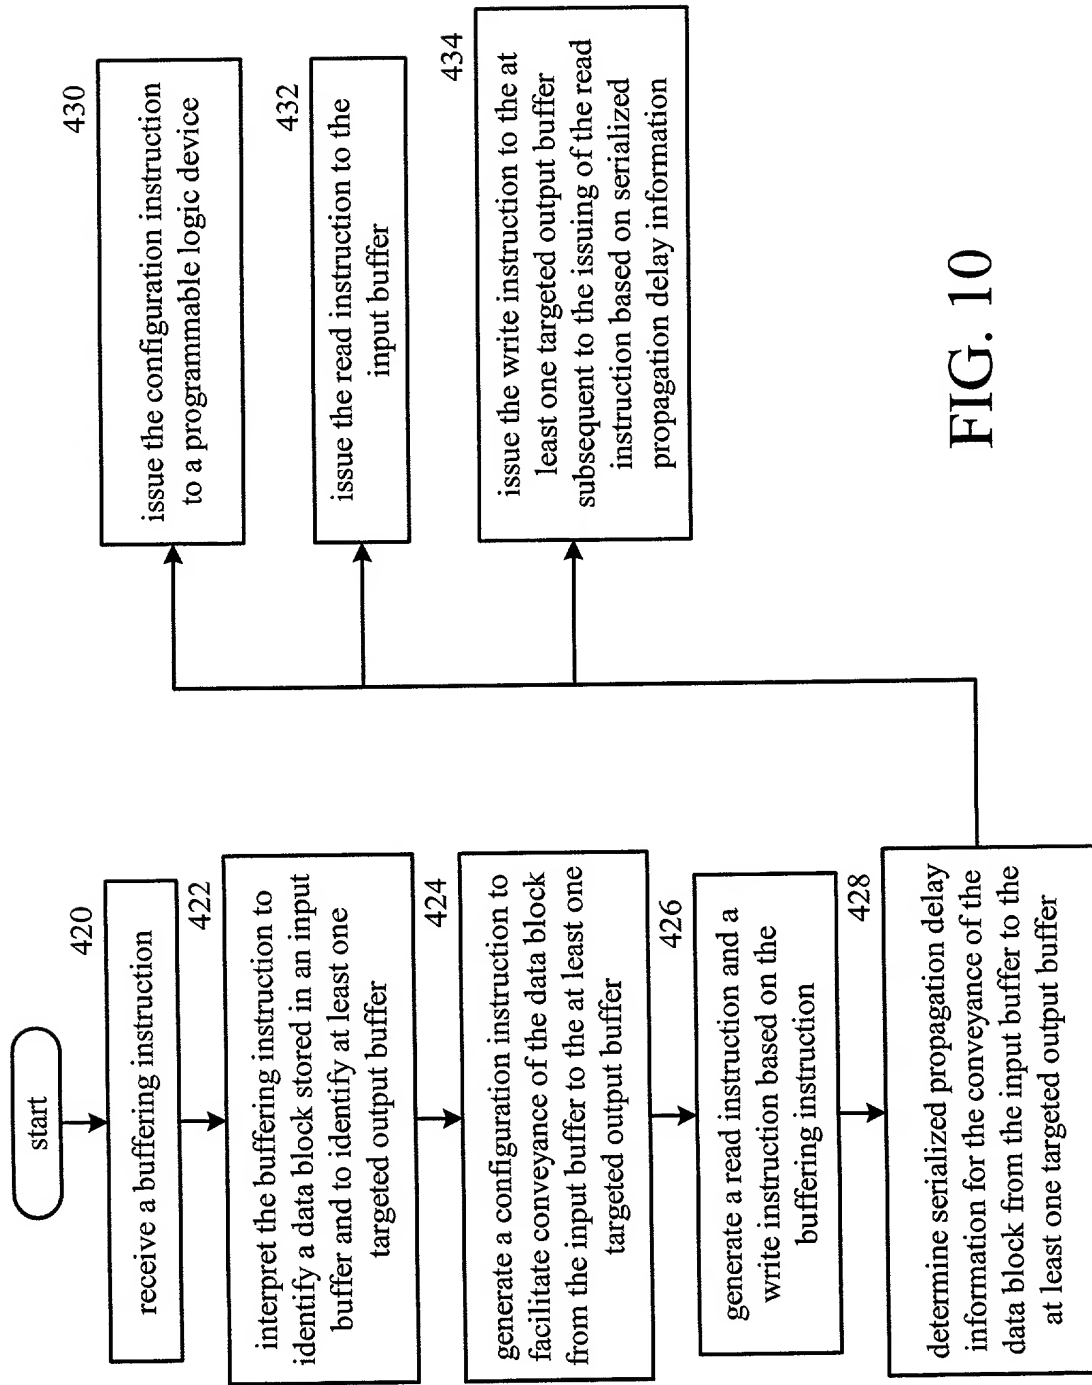 start
420
receive a buffering instruction
422
interpret the buffering instruction to
identify a data block stored in an input
buffer and to identify at least one
targeted output buffer
424
generate a configuration instruction to
facilitate conveyance of the data block
from the input buffer to the at least one
targeted output buffer
426
generate a read instruction and a
write instruction based on the
buffering instruction
428
determine serialized propagation delay
information for the conveyance of the
data block from the input buffer to the
at least one targeted output buffer
430
issue the configuration instruction
to a programmable logic device
432
issue the read instruction to the
input buffer
434
issue the write instruction to the at
least one targeted output buffer
subsequent to the issuing of the read
instruction based on serialized
propagation delay information
FIG. 10